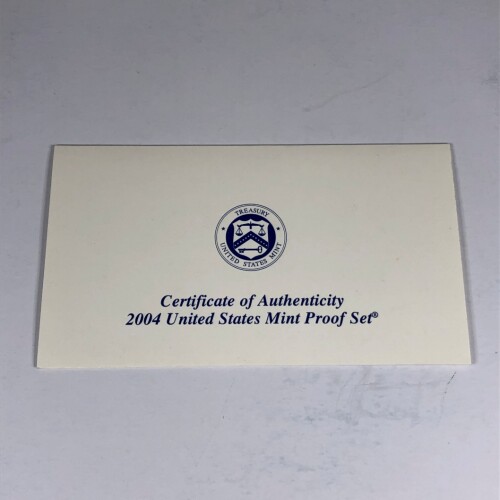 TREASURY
UNITED STATES MINT
Certificate of Authenticity
2004 United States Mint Proof Set®